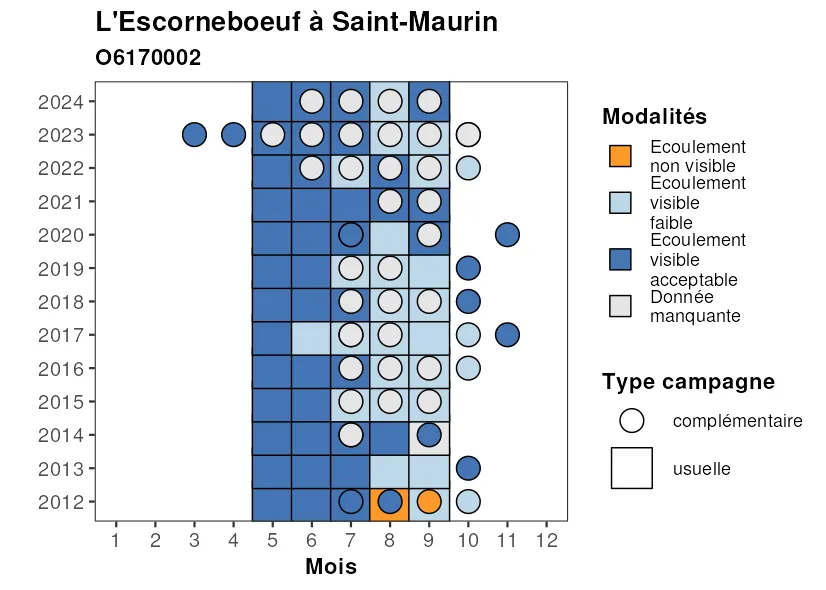 L'Escorneboeuf à Saint-Maurin
O6170002
2024
2023
2022
2021
2020
2019
2018
2017
2016
2015
2014
2013
2012
1 2 3 4 5 6 7 8 9 10 11 12
Mois
Modalités
Ecoulement
non visible
Ecoulement
visible
faible
Ecoulement
visible
acceptable
Donnée
manquante
Type campagne
complémentaire
usuelle